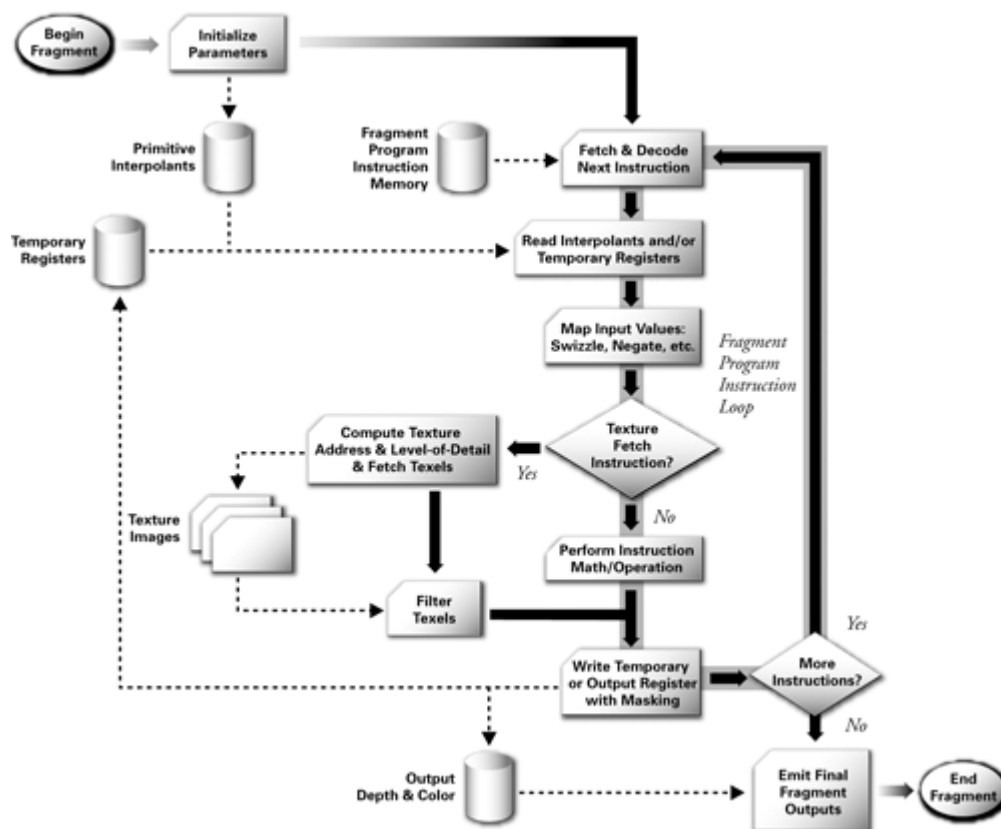 Begin
Fragment
Initialize
Parameters
Primitive
Interpolants
Fragment
Program
Instruction
Memory
Fetch & Decode
Next Instruction
Temporary
Registers
Read Interpolants and/or
Temporary Registers
Map Input Values:
Swizzle, Negate, etc.
Fragment
Program
Instruction
Loop
Compute Texture
Address & Level-of-Detail
& Fetch Texels
Yes
Texture
Fetch
Instruction?
No
Texture
Images
Perform Instruction
Math/Operation
Filter
Texels
Yes
Write Temporary
or Output Register
with Masking
More
Instructions?
No
Output
Depth & Color
Emit Final
Fragment
Outputs
End
Fragment